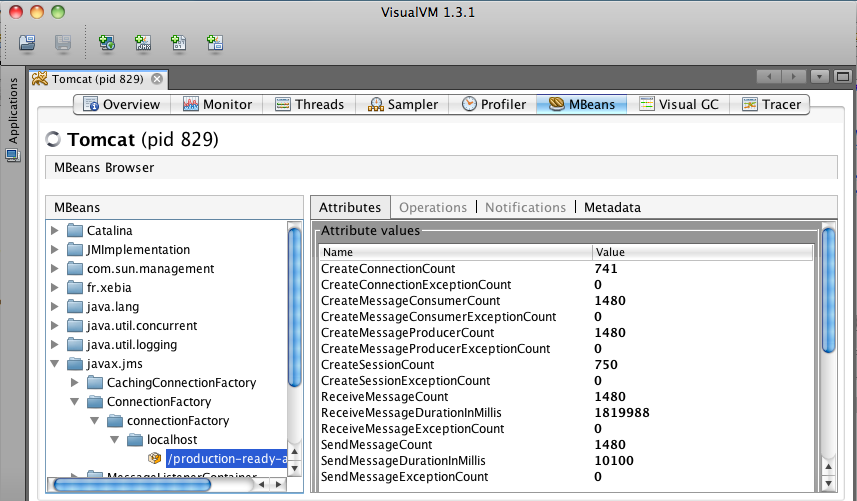 VisualVM 1.3.1
Applications
Tomcat (pid 829)
Overview Monitor Threads Sampler Profiler MBeans Visual GC Tracer
Tomcat (pid 829)
MBeans Browser
MBeans
Catalina
JMImplementation
com.sun.management
fr.xebia
java.lang
java.util.concurrent
java.util.logging
javax.jms
CachingConnectionFactory
ConnectionFactory
connectionFactory
localhost
/production-ready-a
MessageListenerContainer
Attributes Operations Notifications Metadata
Attribute values
Name Value
CreateConnectionCount 741
CreateConnectionExceptionCount 0
CreateMessageConsumerCount 1480
CreateMessageConsumerExceptionCount 0
CreateMessageProducerCount 1480
CreateMessageProducerExceptionCount 0
CreateSessionCount 750
CreateSessionExceptionCount 0
ReceiveMessageCount 1480
ReceiveMessageDurationInMillis 1819988
ReceiveMessageExceptionCount 0
SendMessageCount 1480
SendMessageDurationInMillis 10100
SendMessageExceptionCount 0